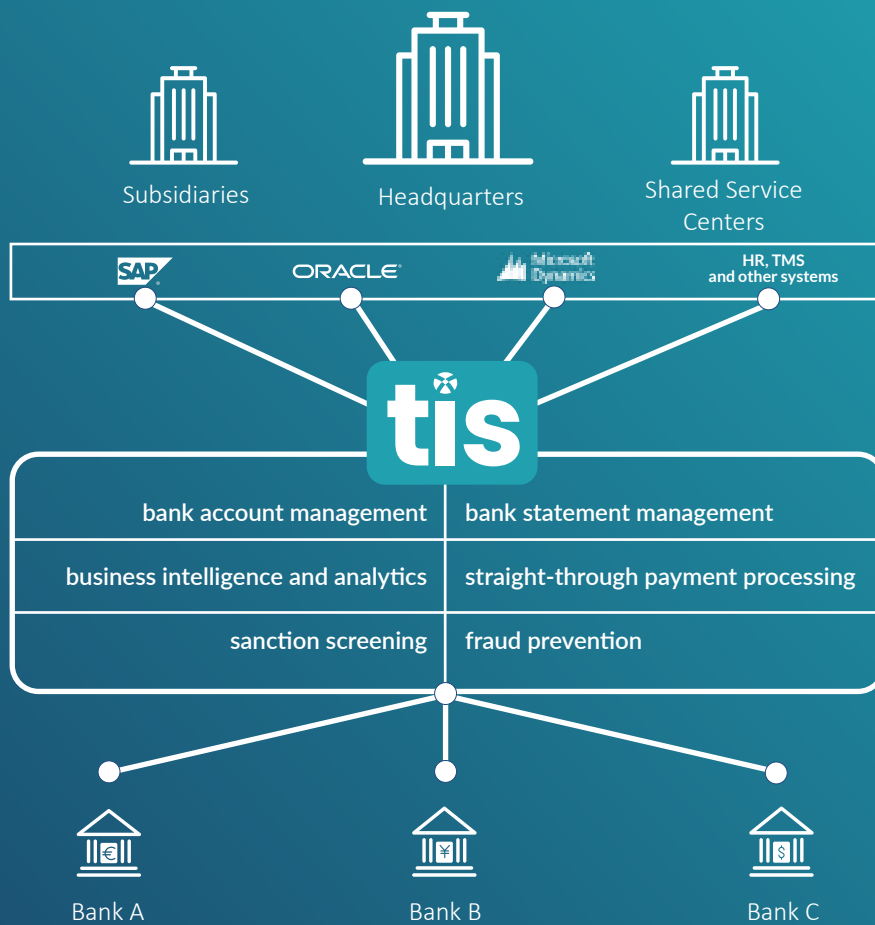 Subsidiaries
Headquarters
Shared Service
Centers
SAP
ORACLE
Microsoft
Dynamics
HR, TMS
and other systems
tis
bank account management
bank statement management
business intelligence and analytics
straight-through payment processing
sanction screening
fraud prevention
€
¥
$
Bank A
Bank B
Bank C